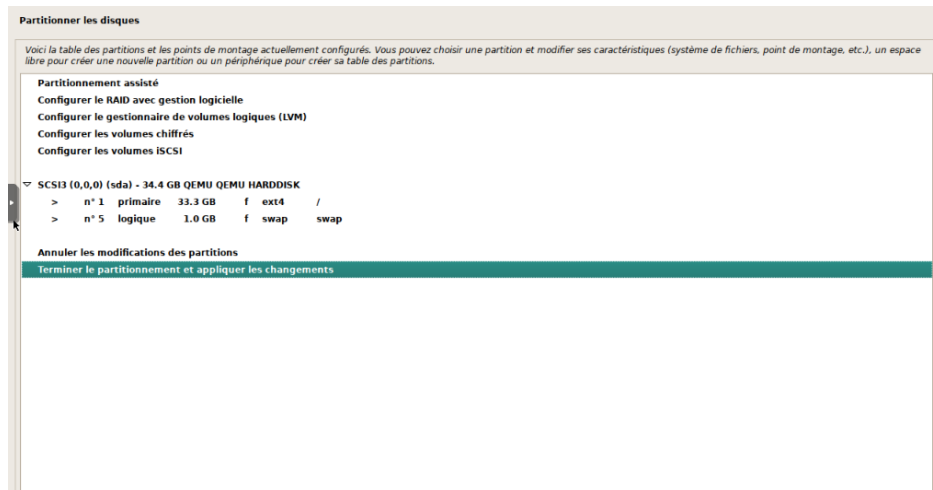 Partitionner les disques
Voici la table des partitions et les points de montage actuellement configurés. Vous pouvez choisir une partition et modifier ses caractéristiques (système de fichiers, point de montage, etc.), un espace
libre pour créer une nouvelle partition ou un périphérique pour créer sa table des partitions.
Partitionnement assisté
Configurer le RAID avec gestion logicielle
Configurer le gestionnaire de volumes logiques (LVM)
Configurer les volumes chiffrés
Configurer les volumes iSCSI
SCSI3 (0,0,0) (sda) - 34.4 GB QEMU QEMU HARDDISK
> n° 1 primaire 33.3 GB f ext4 /
> n° 5 logique 1.0 GB f swap swap
Annuler les modifications des partitions
Terminer le partitionnement et appliquer les changements